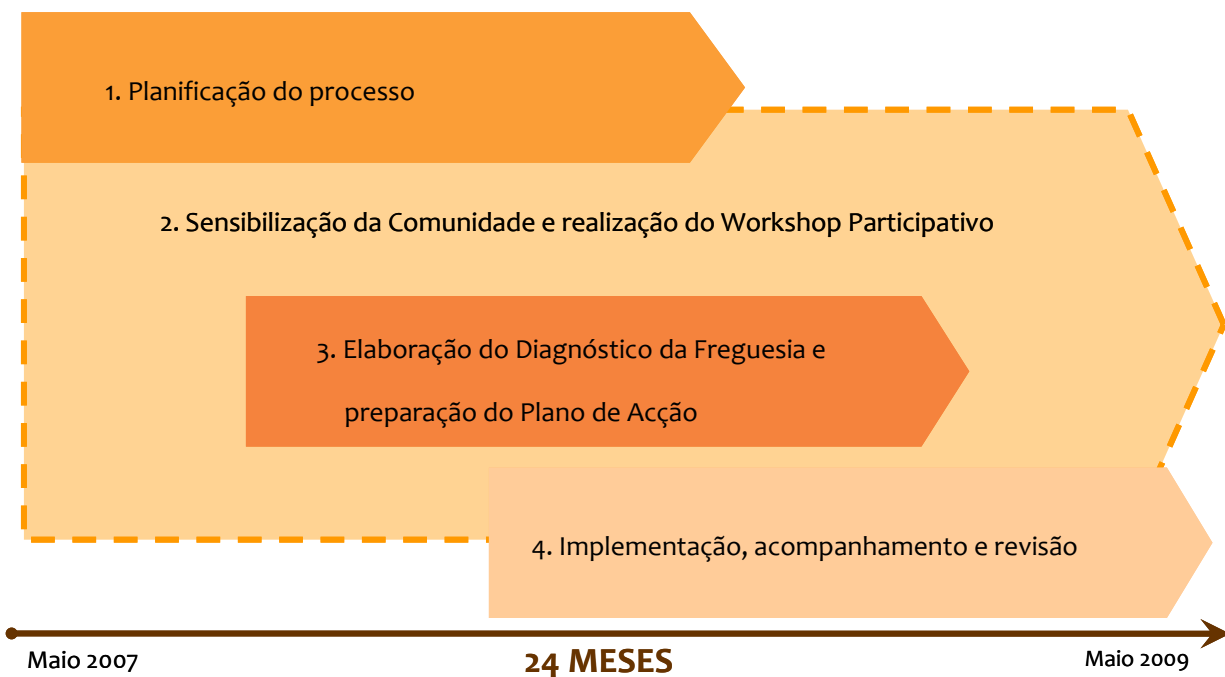 1. Planificação do processo
2. Sensibilização da Comunidade e realização do Workshop Participativo
3. Elaboração do Diagnóstico da Freguesia e
preparação do Plano de Acção
4. Implementação, acompanhamento e revisão
Maio 2007
24 MESES
Maio 2009